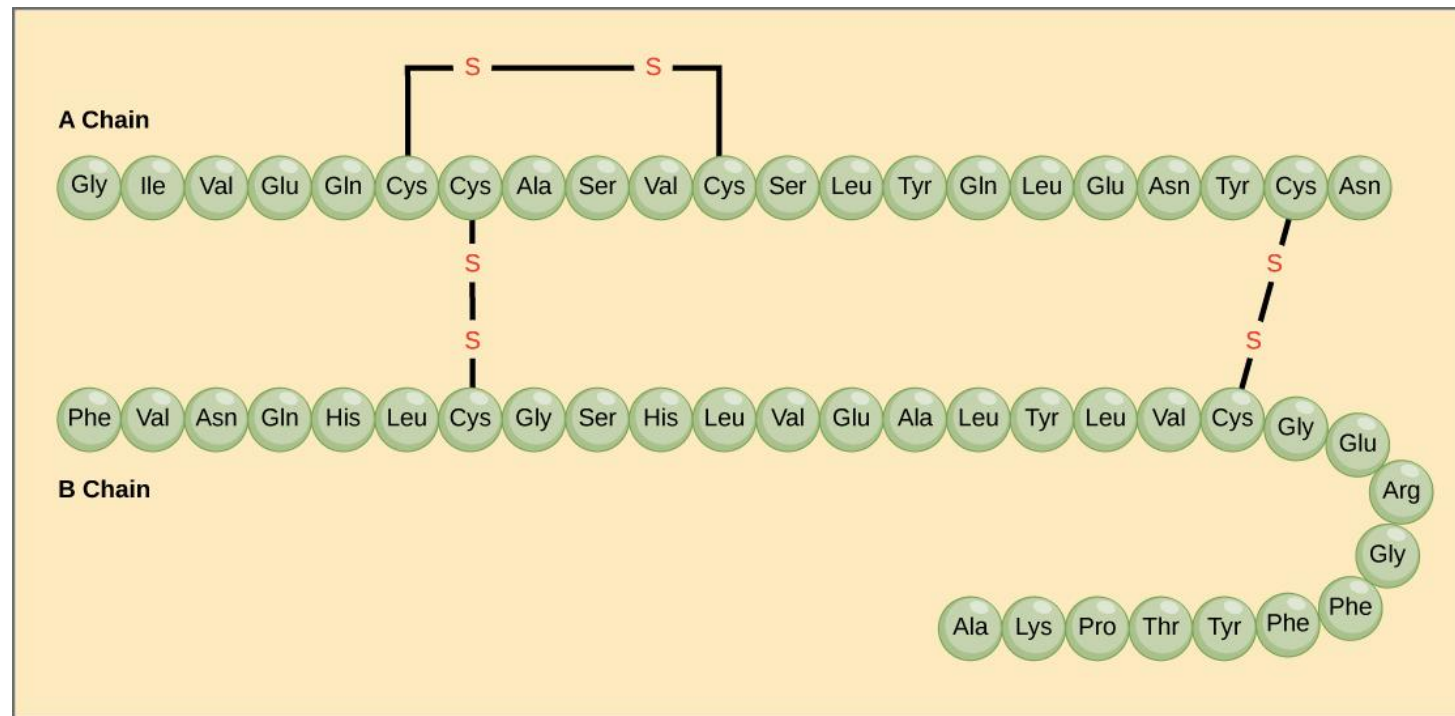 S S
A Chain
Gly Ile Val Glu Gln Cys Cys Ala Ser Val Cys Ser Leu Tyr Gln Leu Glu Asn Tyr Cys Asn
S S
S S
Phe Val Asn Gln His Leu Cys Gly Ser His Leu Val Glu Ala Leu Tyr Leu Val Cys Gly Glu
B Chain
Arg
Gly
Ala Lys Pro Thr Tyr Phe Phe